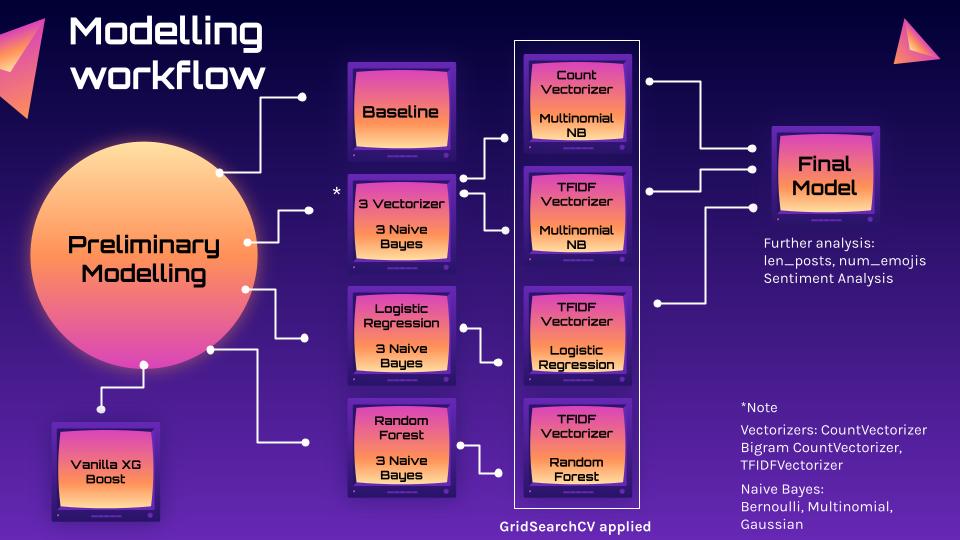 Modelling
workflow
Preliminary
Modelling
Vanilla XG
Boost
Baseline
*
3 Vectorizer
3 Naive
Bayes
Logistic
Regression
3 Naive
Bayes
Random
Forest
3 Naive
Bayes
Count
Vectorizer
Multinomial
NB
TFIDF
Vectorizer
Multinomial
NB
TFIDF
Vectorizer
Logistic
Regression
TFIDF
Vectorizer
Random
Forest
GridSearchCV applied
Final
Model
Further analysis:
len_posts, num_emojis
Sentiment Analysis
*Note
Vectorizers: CountVectorizer
Bigram CountVectorizer,
TFIDFVectorizer
Naive Bayes:
Bernoulli, Multinomial,
Gaussian